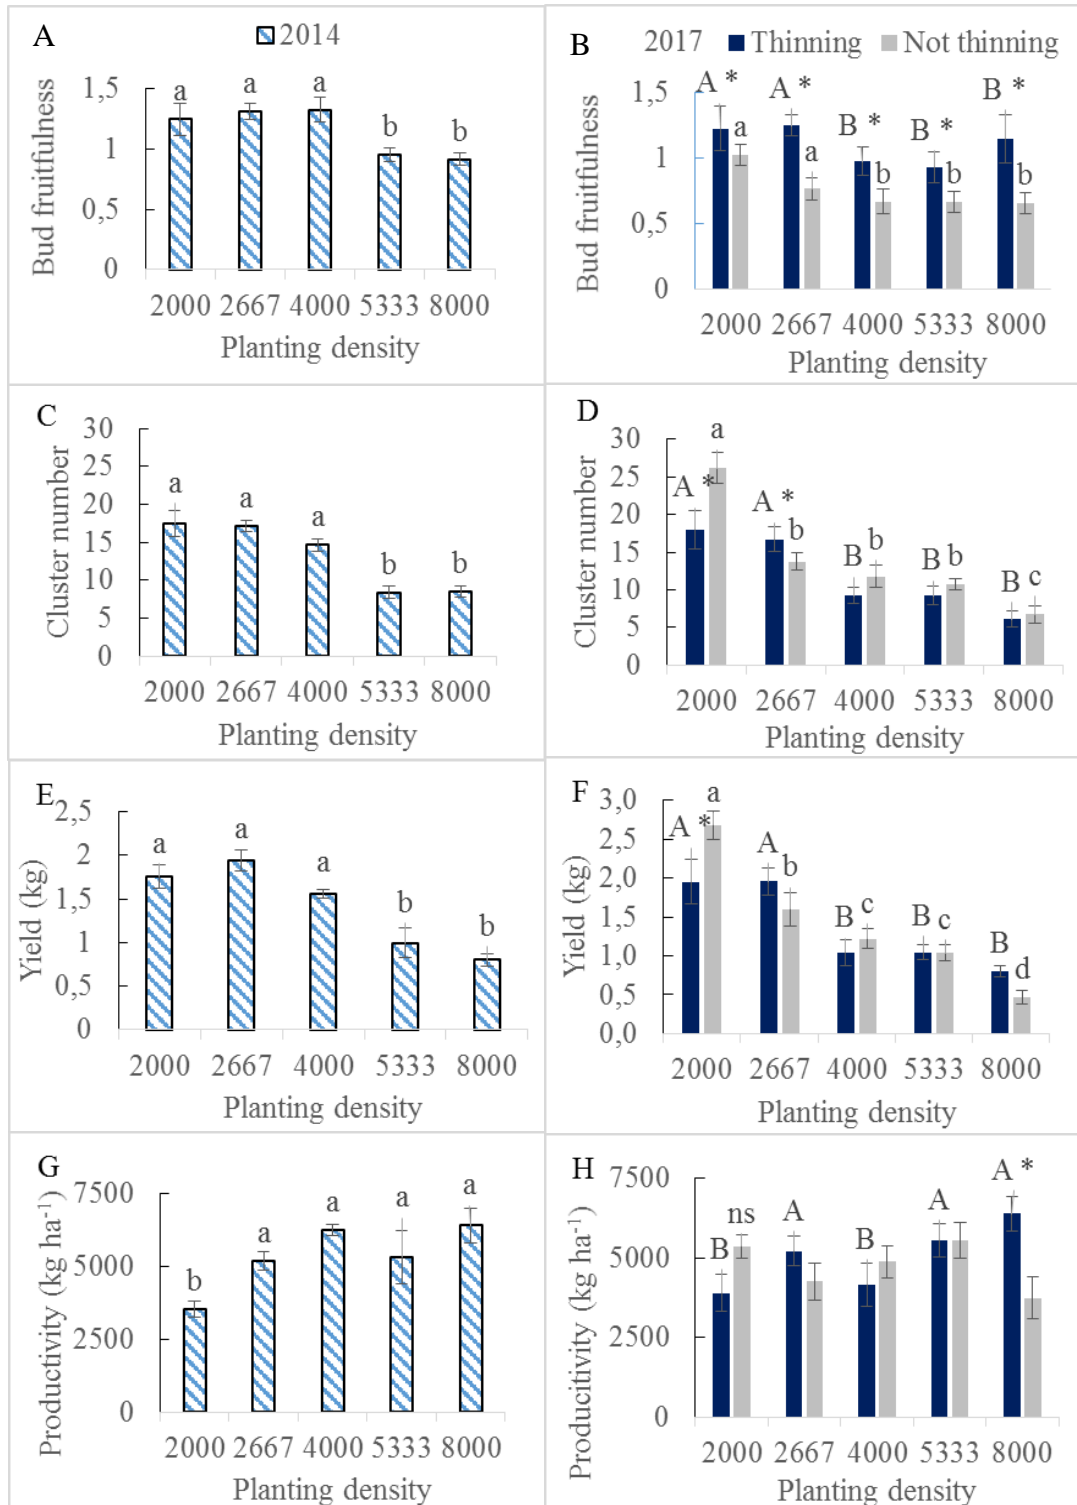 A
2014
Bud fruitfulness
1,5
1
0,5
0
a
a
a
b
b
2000 2667 4000 5333 8000
Planting density
B
2017 Thinning Not thinning
Bud fruitfulness
1,5
1
0,5
0
A * A * B * B * B *
a a b b b
2000 2667 4000 5333 8000
Planting density
C
Cluster number
30
25
20
15
10
5
0
a a a b b
2000 2667 4000 5333 8000
Planting density
D
Cluster number
30
25
20
15
10
5
0
A * a A * b B b B b B c
2000 2667 4000 5333 8000
Planting density
E
Yield (kg)
2,5
2
1,5
1
0,5
0
a a a b b
2000 2667 4000 5333 8000
Planting density
F
Yield (kg)
3,0
2,5
2,0
1,5
1,0
0,5
0,0
A * a A b B c B c B d
2000 2667 4000 5333 8000
Planting density
G
Productivity (kg ha⁻¹)
7500
5000
2500
0
b a a a a
2000 2667 4000 5333 8000
Planting density
H
Producitivity (kg ha⁻¹)
7500
5000
2500
0
B ns A B A A *
2000 2667 4000 5333 8000
Planting density